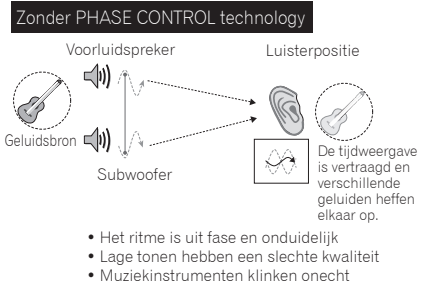 Zonder PHASE CONTROL technology
Voorluidspreker
Luisterpositie
Geluidsbron
Subwoofer
De tijdweergave
is vertraagd en
verschillende
geluiden heffen
elkaar op.
• Het ritme is uit fase en onduidelijk
• Lage tonen hebben een slechte kwaliteit
• Muziekinstrumenten klinken onecht